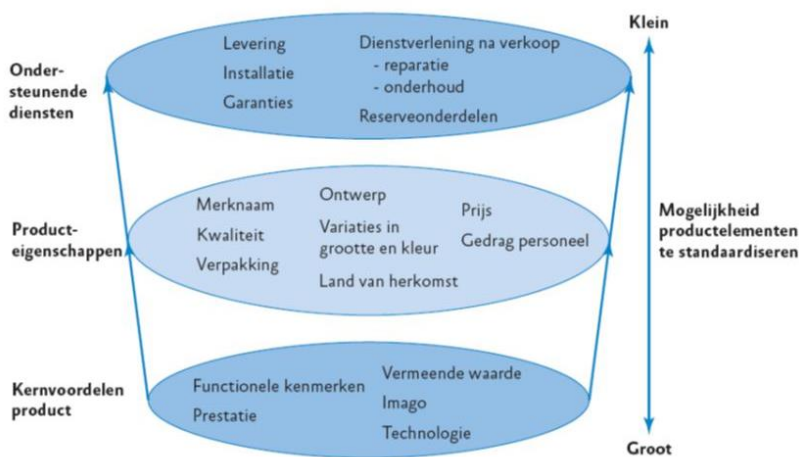 Klein
Onder-
steunende
diensten
Levering
Installatie
Garanties
Dienstverlening na verkoop
- reparatie
- onderhoud
Reserveonderdelen
Product-
eigenschappen
Merknaam
Kwaliteit
Verpakking
Ontwerp
Variaties in
grootte en kleur
Land van herkomst
Prijs
Gedrag personeel
Mogelijkheid
productelementen
te standaardiseren
Kernvoordelen
product
Functionele kenmerken
Prestatie
Vermeende waarde
Imago
Technologie
Groot